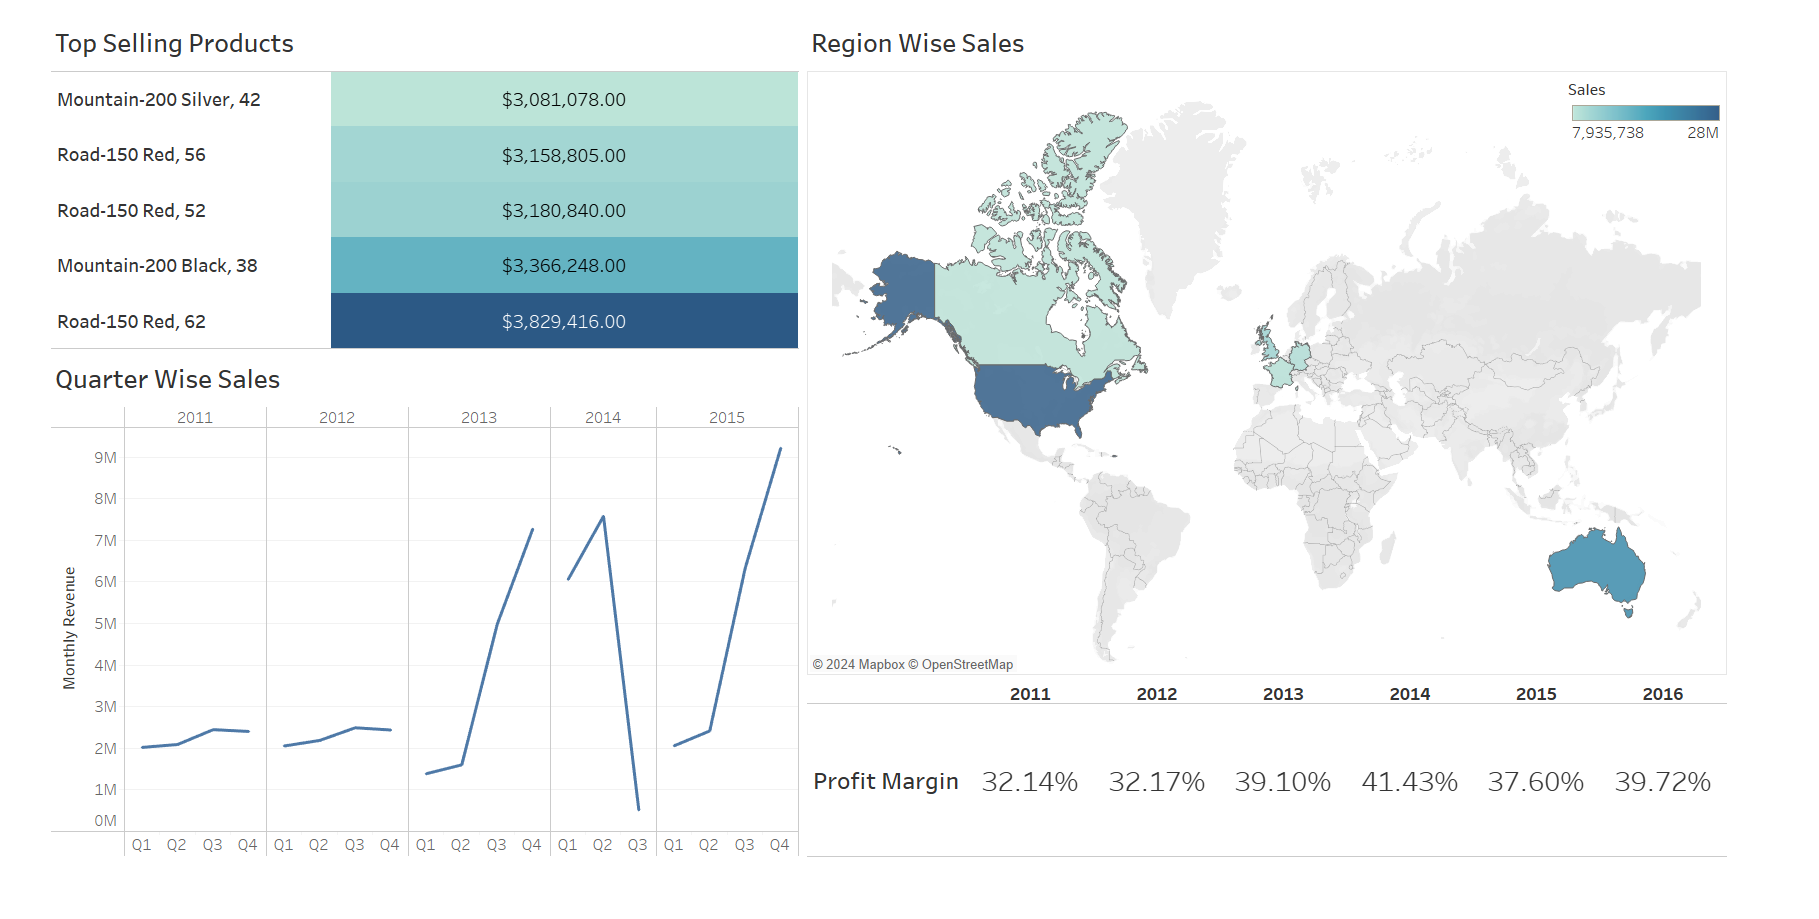 Top Selling Products
Mountain-200 Silver, 42 $3,081,078.00
Road-150 Red, 56 $3,158,805.00
Road-150 Red, 52 $3,180,840.00
Mountain-200 Black, 38 $3,366,248.00
Road-150 Red, 62 $3,829,416.00
Quarter Wise Sales
2011 2012 2013 2014 2015
9M
8M
7M
6M
5M
4M
3M
2M
1M
0M
Monthly Revenue
Q1 Q2 Q3 Q4 Q1 Q2 Q3 Q4 Q1 Q2 Q3 Q4 Q1 Q2 Q3 Q1 Q2 Q3 Q4
Region Wise Sales
Sales
7,935,738 28M
© 2024 Mapbox © OpenStreetMap
2011 2012 2013 2014 2015 2016
Profit Margin 32.14% 32.17% 39.10% 41.43% 37.60% 39.72%